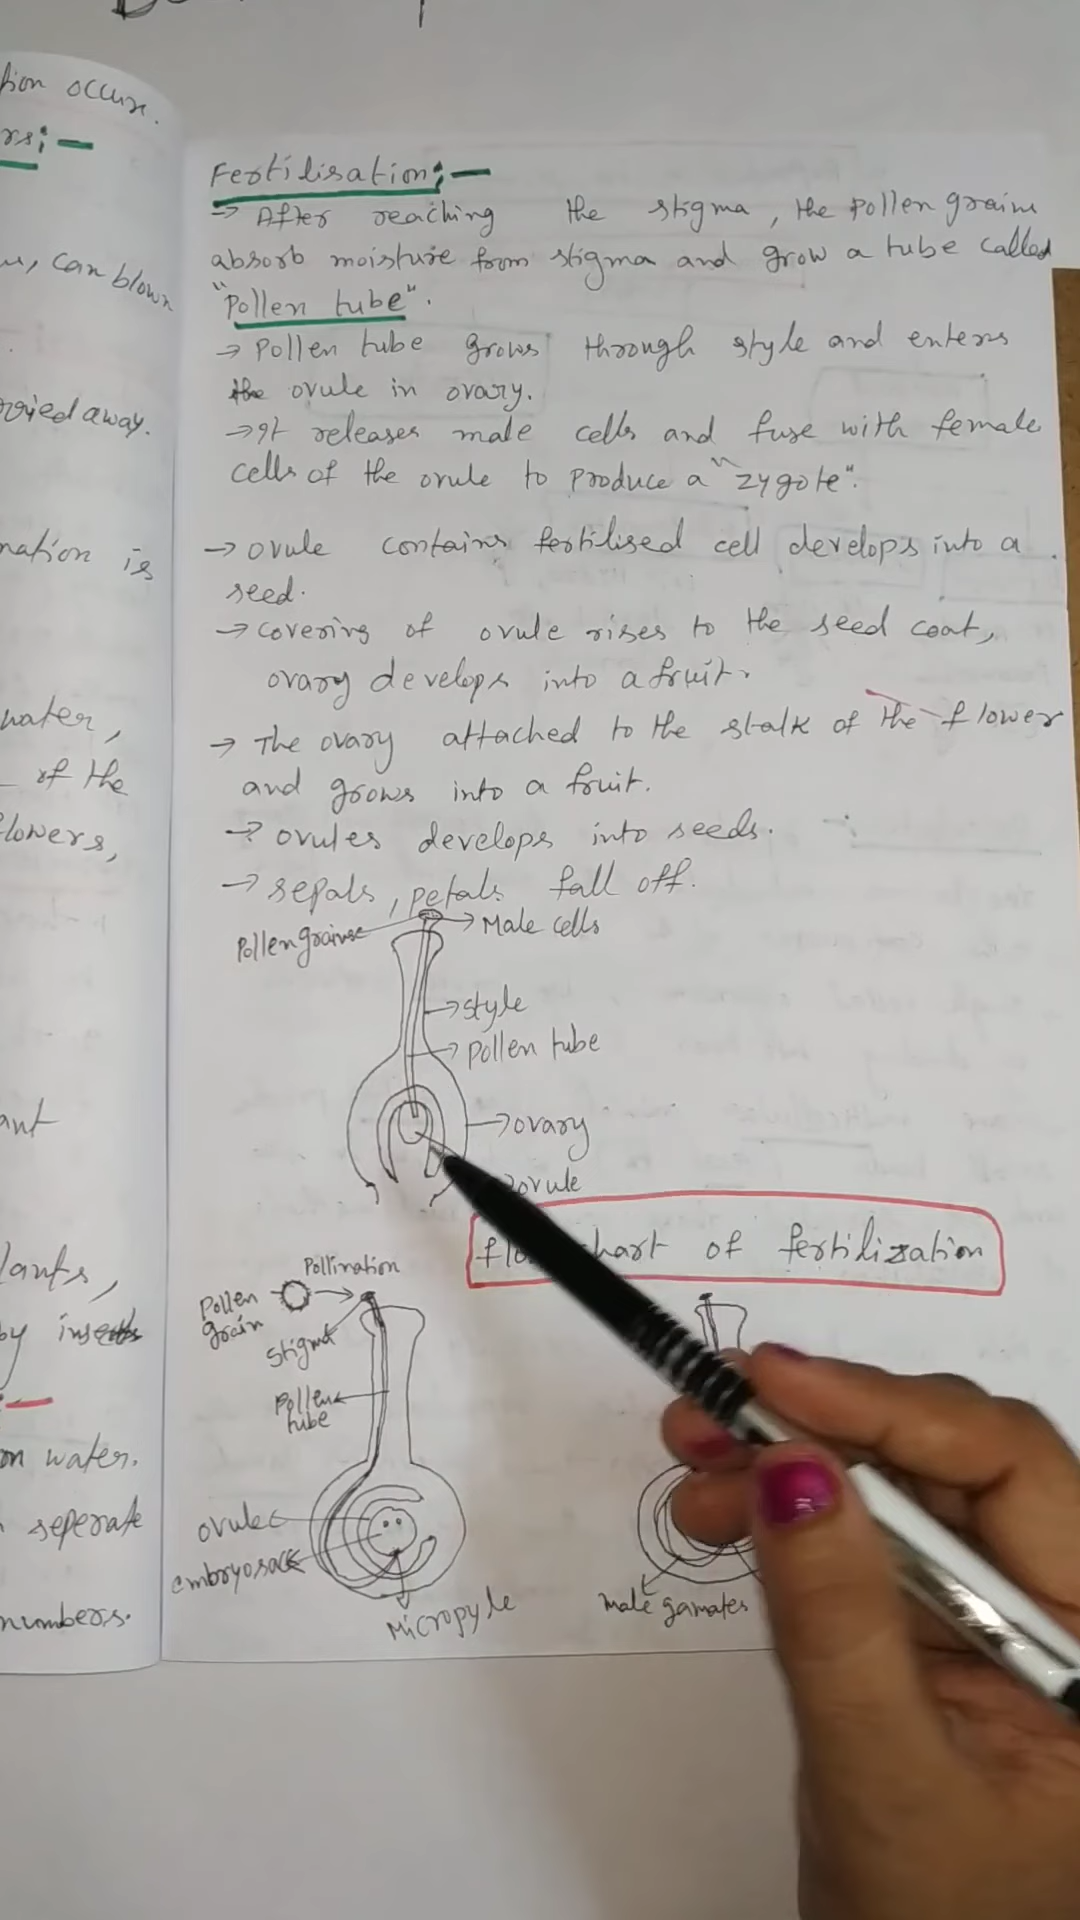 tion occurs.
rs:-
can blown
rried away.
nation is
water,
of the
flowers,
ant
lants,
by insects
on water.
seperate
numbers.
Fertilisation:-
→ After reaching the stigma, the pollen grains
absorb moisture from stigma and grow a tube called
"Pollen tube".
→ Pollen tube grows through style and enters
the ovule in ovary.
→ It releases male cells and fuse with female
cells of the ovule to produce a "zygote".
→ ovule contains fertilised cell develops into a
seed.
→ covering of ovule rises to the seed coat,
ovary develops into a fruit.
→ The ovary attached to the stalk of the flower
and grows into a fruit.
→ ovules develops into seeds.
→ sepals, petals fall off.
Pollen grains
Male cells
style
pollen tube
ovary
ovule
chart of fertilization
Pollination
Pollen
grain
Stigma
Pollen
tube
ovule
embryosack
Micropyle
male gamates